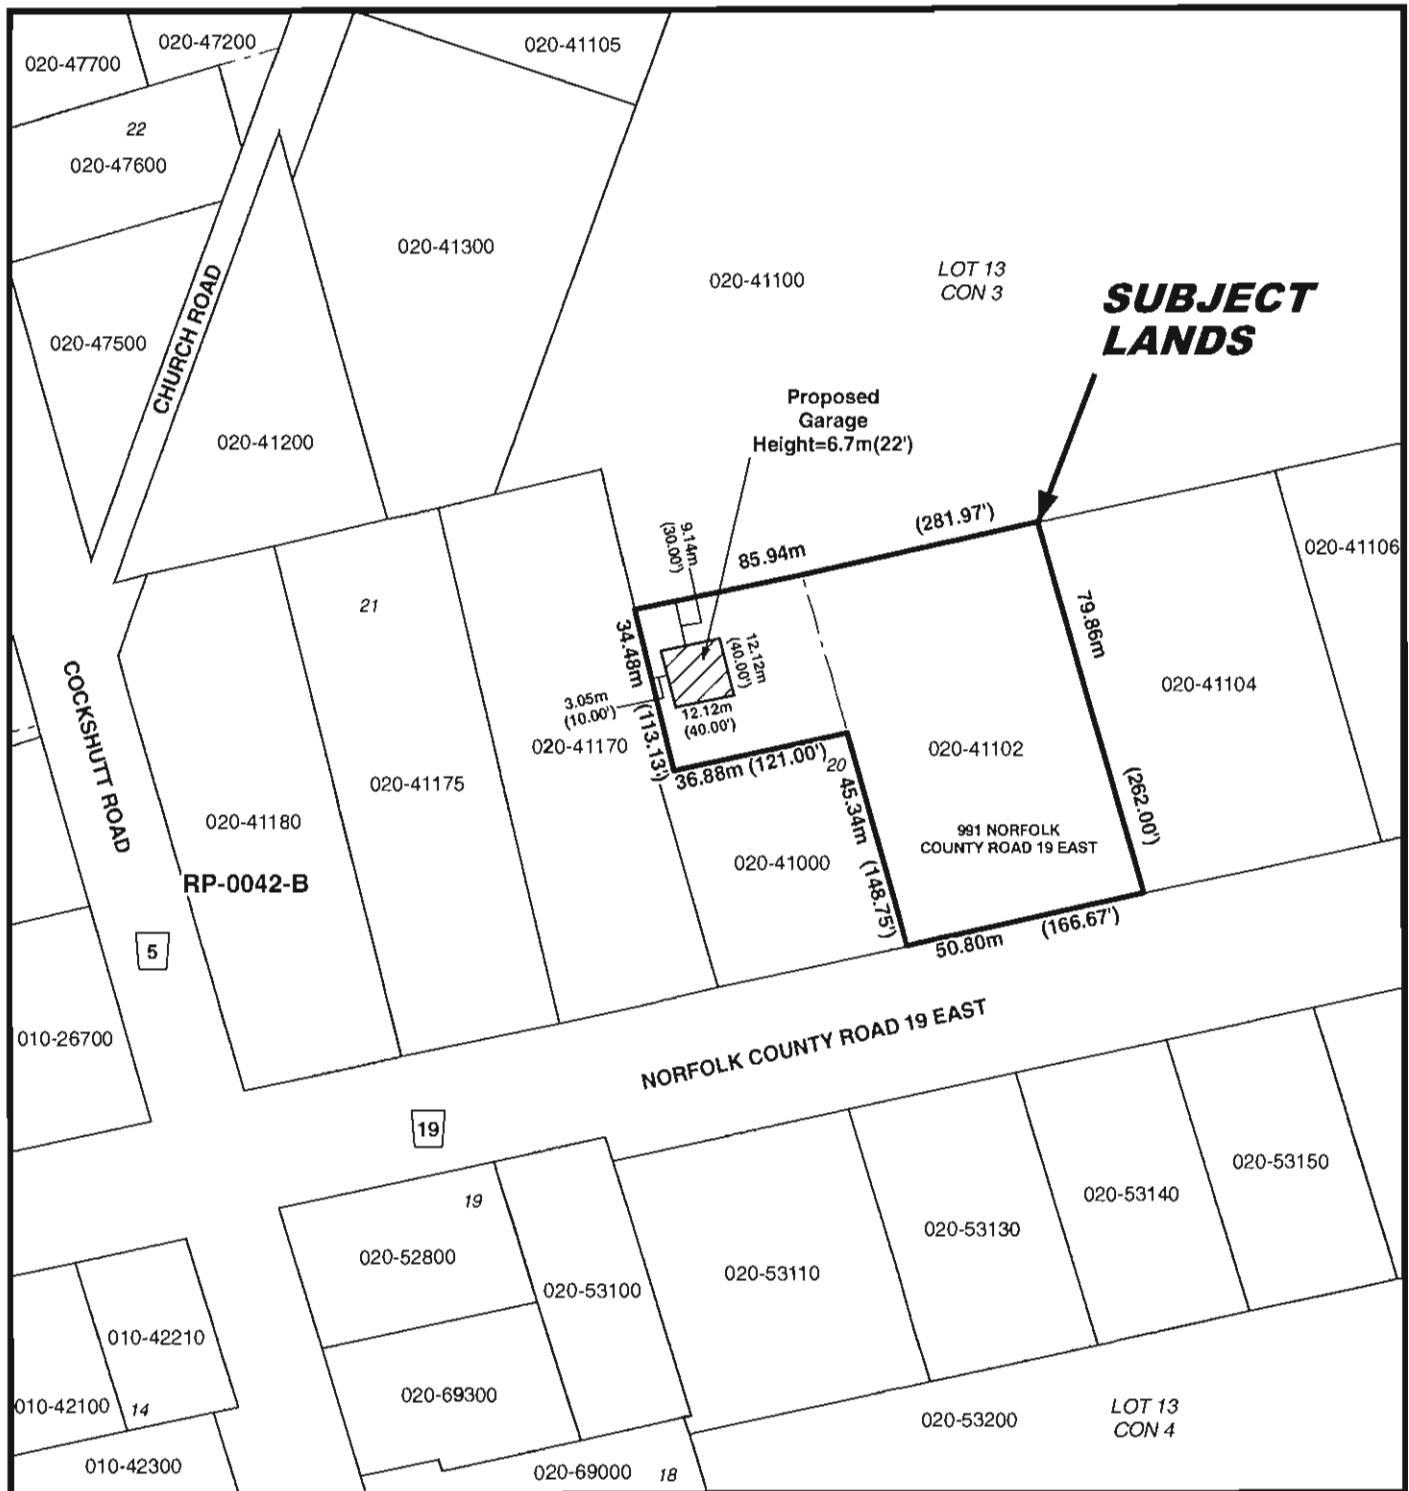 020-47700
020-47200
020-41105
22
020-47600
020-41300
020-41100
LOT 13
CON 3
SUBJECT
LANDS
020-47500
CHURCH ROAD
020-41200
Proposed
Garage
Height=6.7m(22')
9.14m
(30.00')
85.94m
(281.97')
020-41106
21
34.48m
(113.13')
12.12m
(40.00')
79.86m
(262.00')
3.05m
(10.00')
12.12m
(40.00')
020-41104
COCKSHUTT ROAD
020-41170
020-41102
36.88m (121.00')
20
45.34m
(148.75')
020-41175
020-41180
991 NORFOLK
COUNTY ROAD 19 EAST
020-41000
RP-0042-B
5
50.80m
(166.67')
010-26700
NORFOLK COUNTY ROAD 19 EAST
19
19
020-53150
020-53140
020-53130
020-52800
020-53110
020-53100
010-42210
020-69300
010-42100
14
020-53200
LOT 13
CON 4
010-42300
020-69000
18